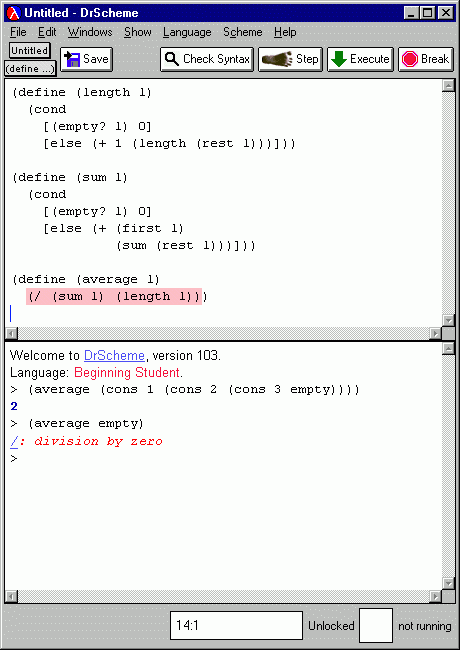 Untitled - DrScheme
File Edit Windows Show Language Scheme Help
Untitled
(define ...)
Save
Check Syntax
Step
Execute
Break
(define (length l)
  (cond
    [(empty? l) 0]
    [else (+ 1 (length (rest l)))]))
(define (sum l)
  (cond
    [(empty? l) 0]
    [else (+ (first l)
             (sum (rest l)))]))
(define (average l)
  (/ (sum l) (length l)))
Welcome to DrScheme, version 103.
Language: Beginning Student.
> (average (cons 1 (cons 2 (cons 3 empty))))
2
> (average empty)
/: division by zero
>
14:1
Unlocked
not running